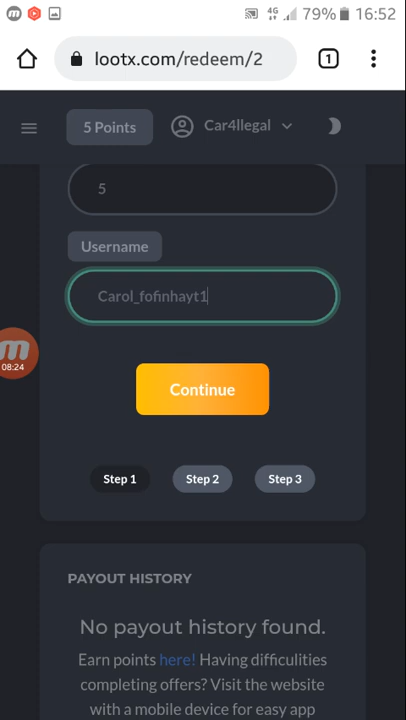 4G 79% 16:52
lootx.com/redeem/2 1
5 Points Car4llegal
5
Username
Carol_fofinhayt1
08:24
Continue
Step 1 Step 2 Step 3
PAYOUT HISTORY
No payout history found.
Earn points here! Having difficulties
completing offers? Visit the website
with a mobile device for easy app